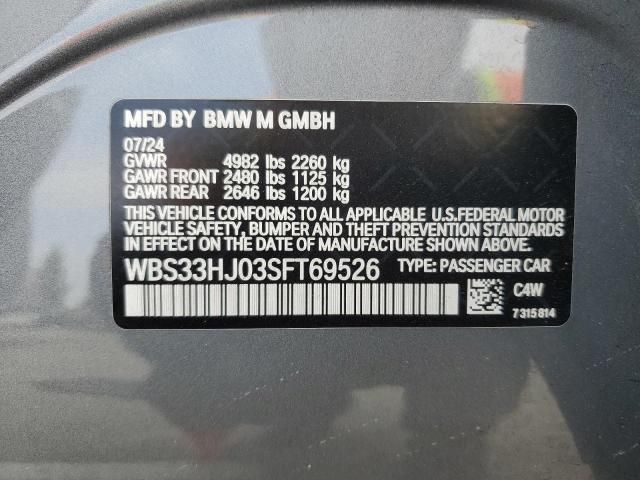 MFD BY BMW M GMBH
07/24
GVWR 4982 lbs 2260 kg
GAWR FRONT 2480 lbs 1125 kg
GAWR REAR 2646 lbs 1200 kg
THIS VEHICLE CONFORMS TO ALL APPLICABLE U.S.FEDERAL MOTOR
VEHICLE SAFETY, BUMPER AND THEFT PREVENTION STANDARDS
IN EFFECT ON THE DATE OF MANUFACTURE SHOWN ABOVE.
WBS33HJ03SFT69526 TYPE: PASSENGER CAR
C4W
7315814